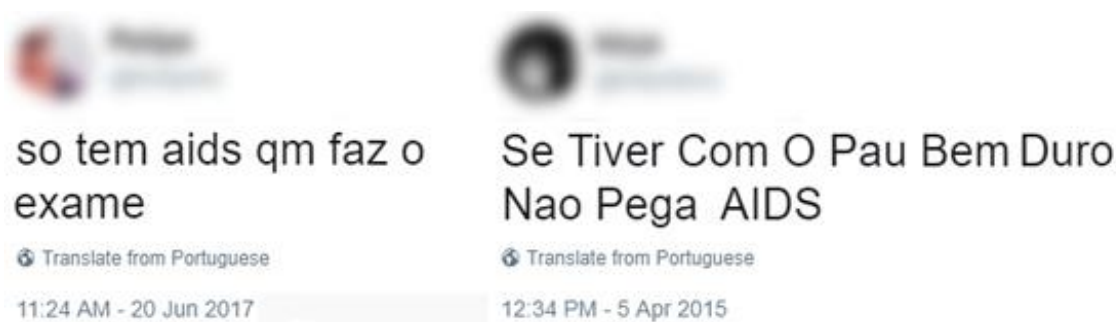 so tem aids qm faz o
exame
Translate from Portuguese
11:24 AM - 20 Jun 2017
Se Tiver Com O Pau Bem Duro
Nao Pega AIDS
Translate from Portuguese
12:34 PM - 5 Apr 2015